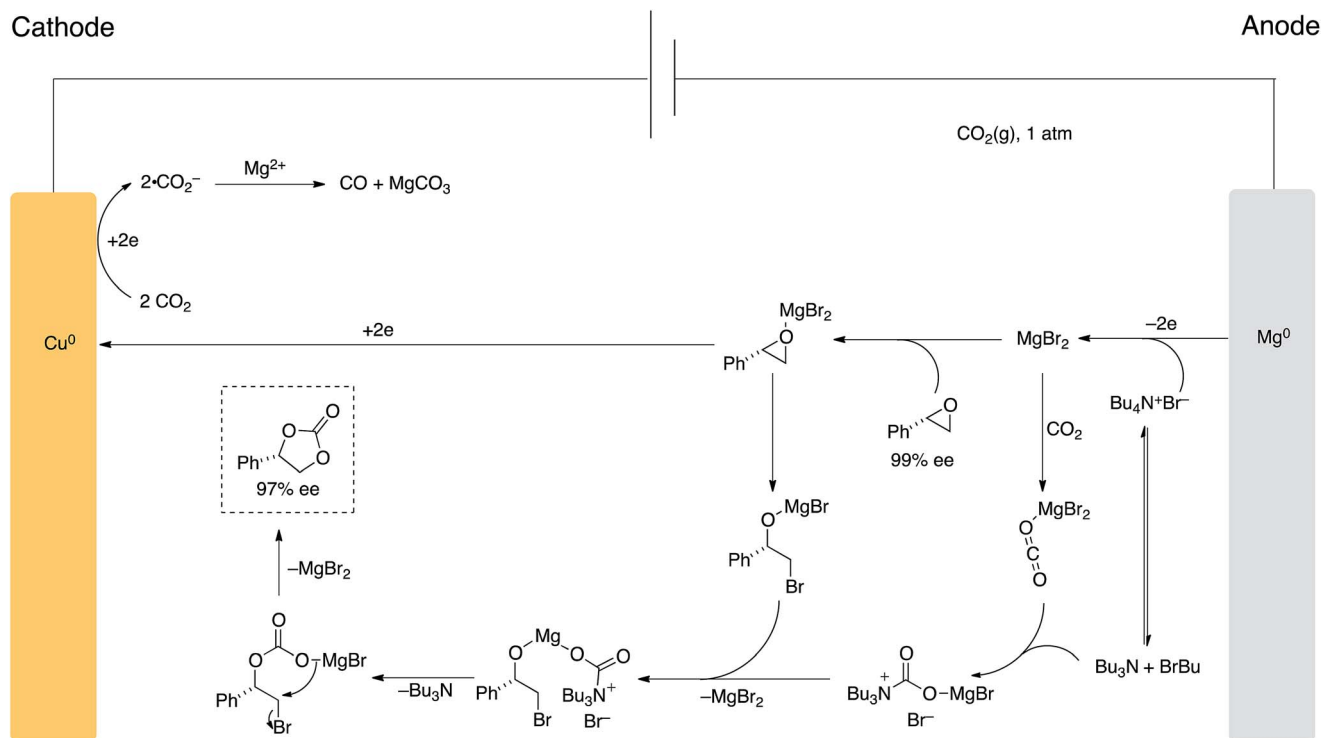 Cathode
Anode
CO₂(g), 1 atm
2•CO₂⁻
Mg²⁺
CO + MgCO₃
+2e
2 CO₂
Cu⁰
+2e
MgBr₂
O
Ph
MgBr₂
–2e
Mg⁰
Ph
O
99% ee
CO₂
Bu₄N⁺Br⁻
O
O
O
Ph
97% ee
–MgBr₂
MgBr
O
Ph
Br
MgBr₂
O
C
O
O
O
O
MgBr
Ph
Br
–Bu₃N
Mg
O
O
O
Ph
Bu₃N⁺
Br
Br⁻
–MgBr₂
O
Bu₃N⁺
O
MgBr
Br⁻
Bu₃N + BrBu